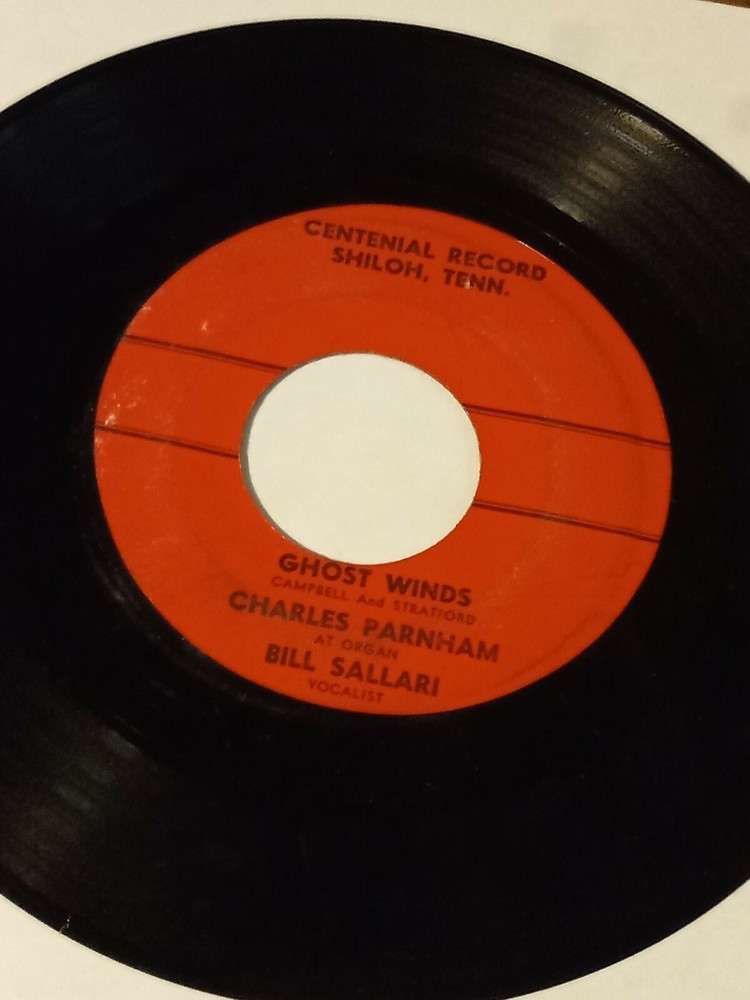 CENTENIAL RECORD
SHILOH, TENN.
GHOST WINDS
CAMPBELL And STRATFORD
CHARLES PARNHAM
AT ORGAN
BILL SALLARI
VOCALIST